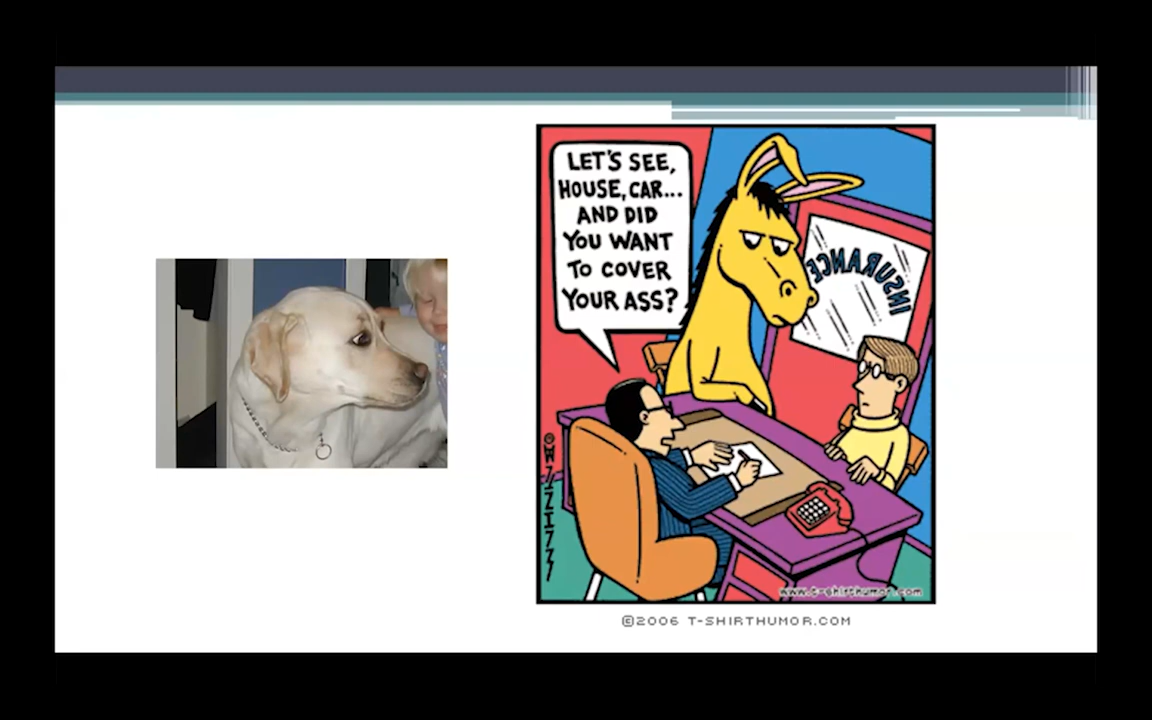 LET'S SEE,
HOUSE, CAR...
AND DID
YOU WANT
TO COVER
YOUR ASS?
INSURANCE
www.t-shirthumor.com
©2006 T-SHIRTHUMOR.COM